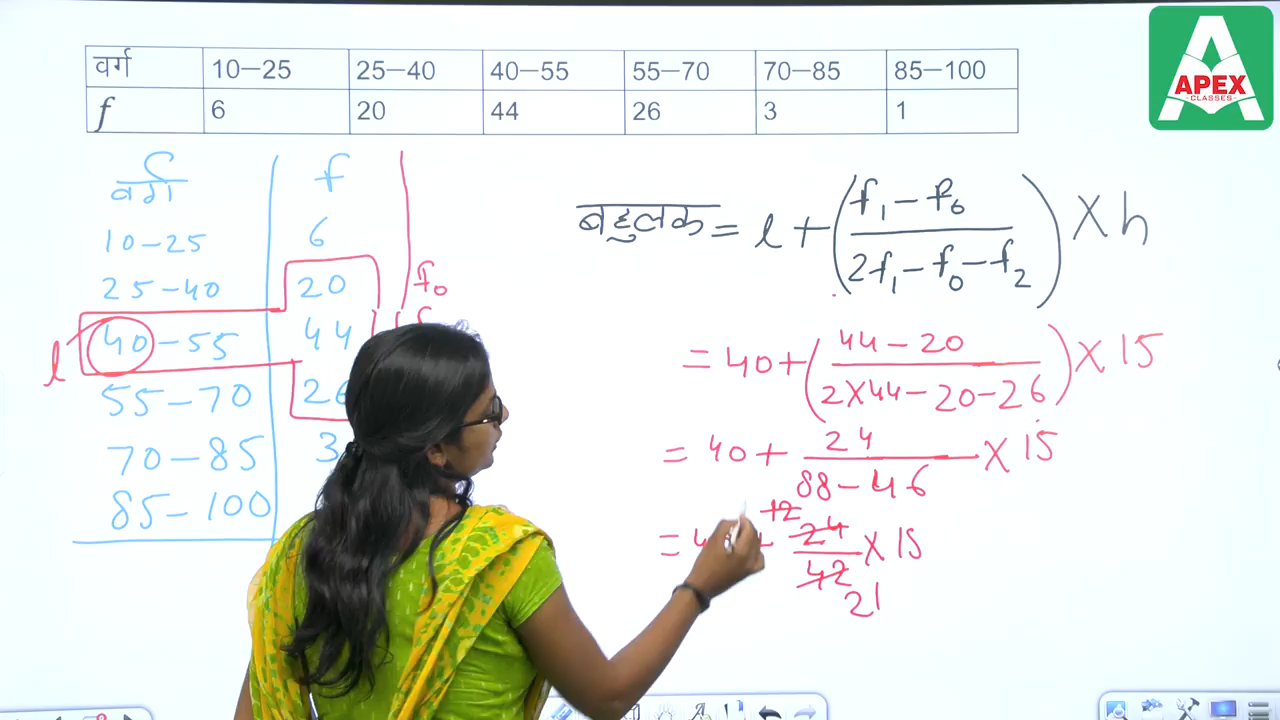 वर्ग 10–25 25–40 40–55 55–70 70–85 85–100
f 6 20 44 26 3 1
APEX
CLASSES
वर्ग f
10-25 6
25-40 20 f₀
l 40-55 44
55-70 26
70-85 3
85-100
बहुलक = l + (f₁ - f₀ / 2f₁ - f₀ - f₂) × h
= 40 + (44 - 20 / 2×44 - 20 - 26) × 15
= 40 + 24 / 88 - 46 × 15
12
= + 24 / 42 × 15
21